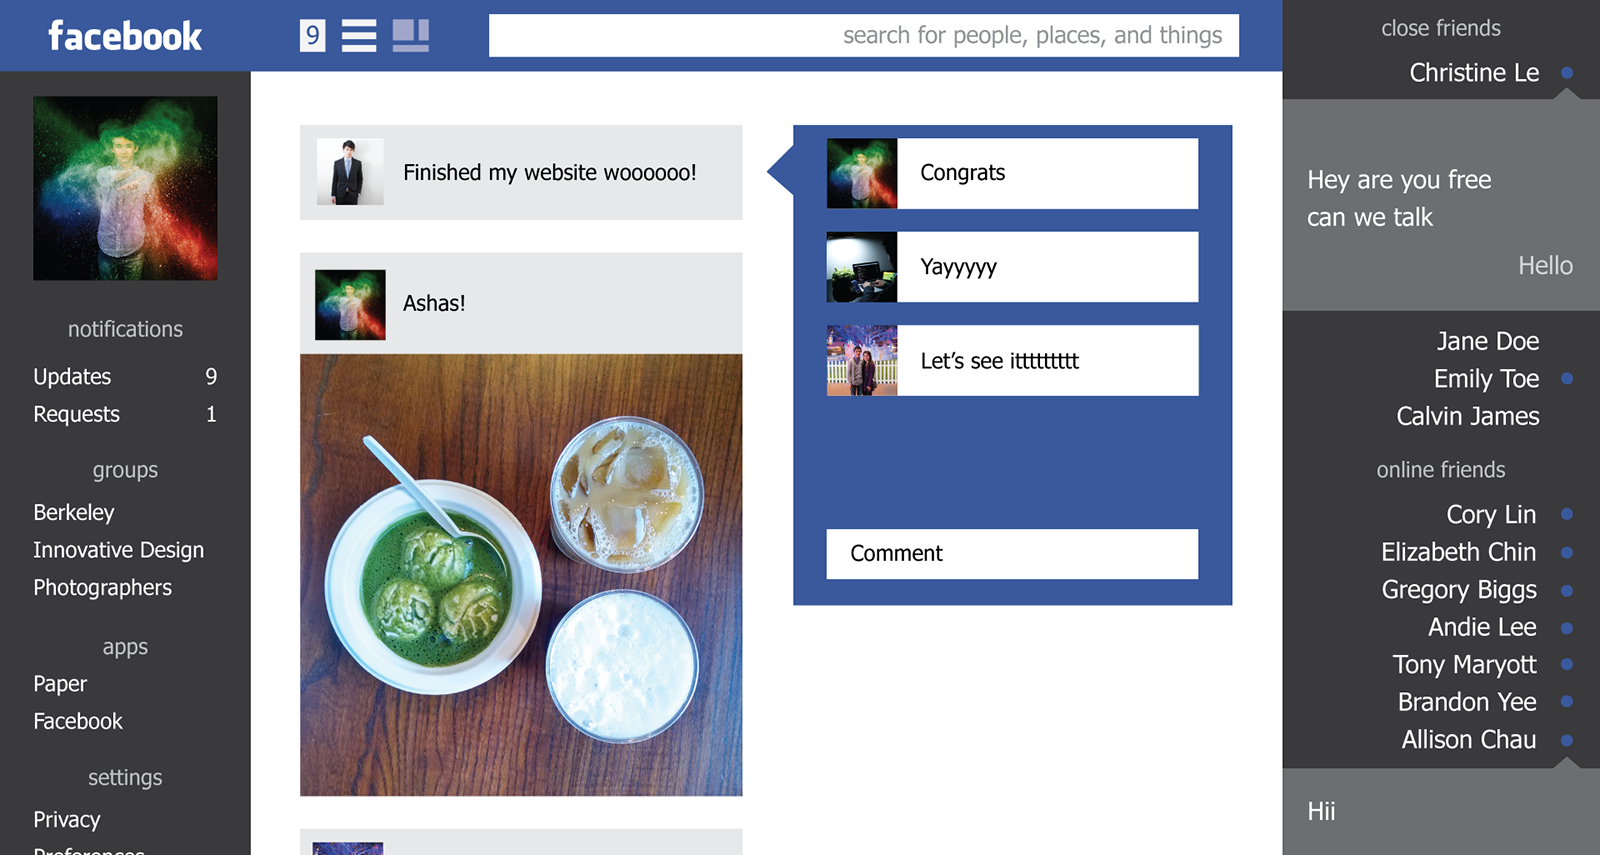 facebook
9
search for people, places, and things
notifications
Updates 9
Requests 1
groups
Berkeley
Innovative Design
Photographers
apps
Paper
Facebook
settings
Privacy
Preferences
Finished my website woooooo!
Ashas!
Congrats
Yayyyyy
Let’s see itttttttttt
Comment
close friends
Christine Le
Hey are you free
can we talk
Hello
Jane Doe
Emily Toe
Calvin James
online friends
Cory Lin
Elizabeth Chin
Gregory Biggs
Andie Lee
Tony Maryott
Brandon Yee
Allison Chau
Hii